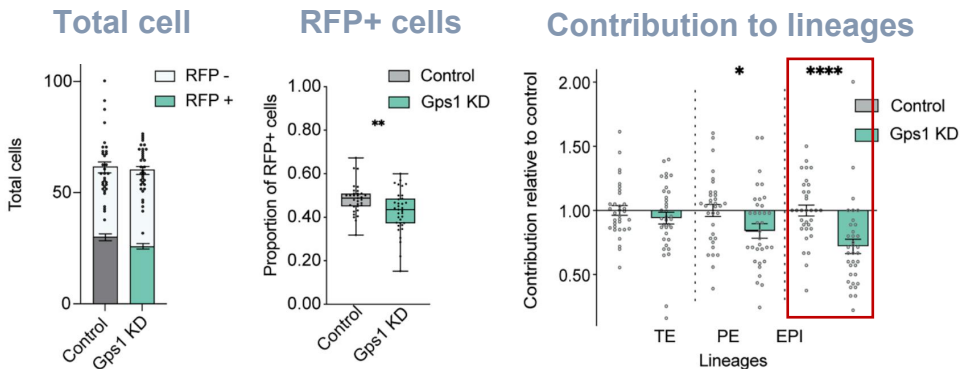 Total cell
RFP+ cells
Contribution to lineages
Total cells
100
50
0
RFP -
RFP +
Control
Gps1 KD
Proportion of RFP+ cells
1.00
0.80
0.60
0.40
0.20
0.00
**
Control
Gps1 KD
Control
Gps1 KD
Contribution relative to control
2.00
1.50
1.00
0.50
*
****
Control
Gps1 KD
TE
PE
EPI
Lineages